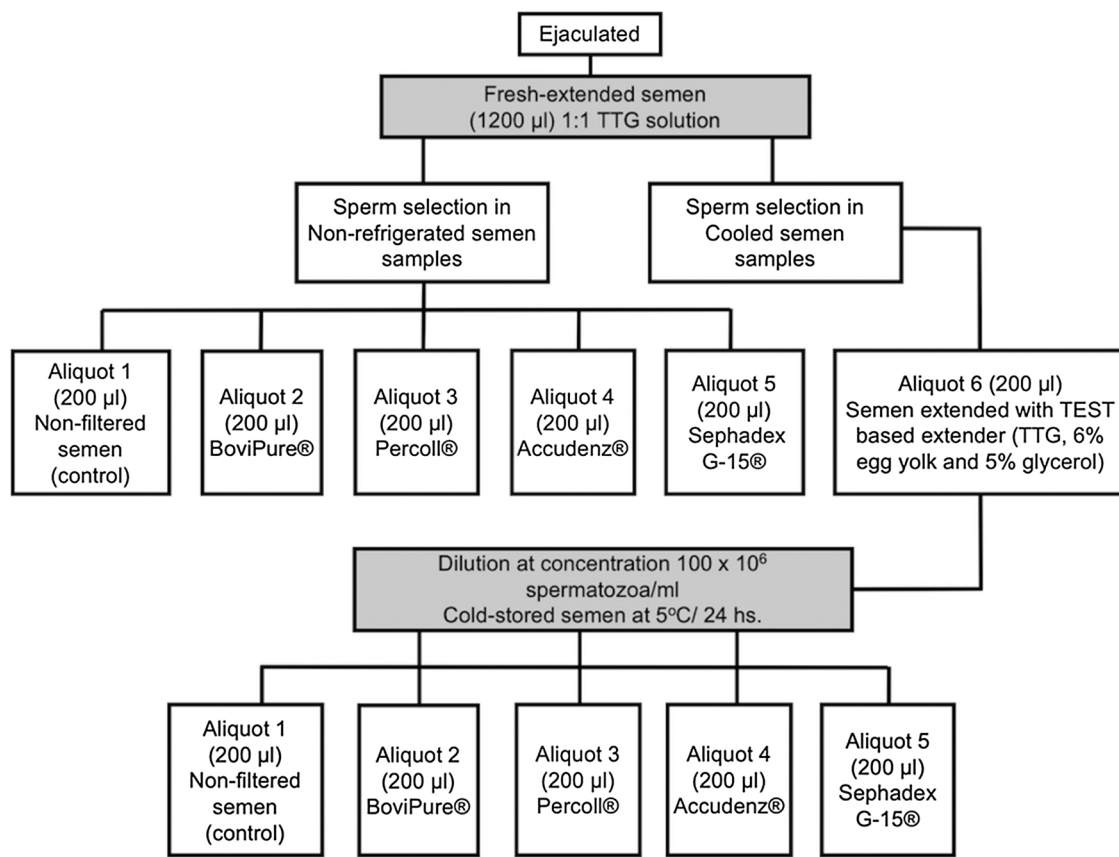 Ejaculated
Fresh-extended semen
(1200 µl) 1:1 TTG solution
Sperm selection in
Non-refrigerated semen
samples
Sperm selection in
Cooled semen
samples
Aliquot 1
(200 µl)
Non-filtered
semen
(control)
Aliquot 2
(200 µl)
BoviPure®
Aliquot 3
(200 µl)
Percoll®
Aliquot 4
(200 µl)
Accudenz®
Aliquot 5
(200 µl)
Sephadex
G-15®
Aliquot 6 (200 µl)
Semen extended with TEST
based extender (TTG, 6%
egg yolk and 5% glycerol)
Dilution at concentration 100 x 10⁶
spermatozoa/ml
Cold-stored semen at 5ºC/ 24 hs.
Aliquot 1
(200 µl)
Non-filtered
semen
(control)
Aliquot 2
(200 µl)
BoviPure®
Aliquot 3
(200 µl)
Percoll®
Aliquot 4
(200 µl)
Accudenz®
Aliquot 5
(200 µl)
Sephadex
G-15®